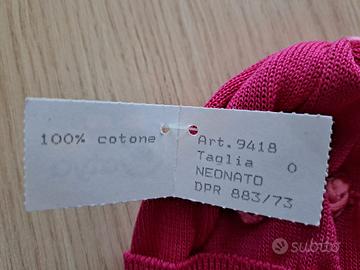 100% cotone
Art.9418
Taglia 0
NEONATO
DPR 883/73
subito